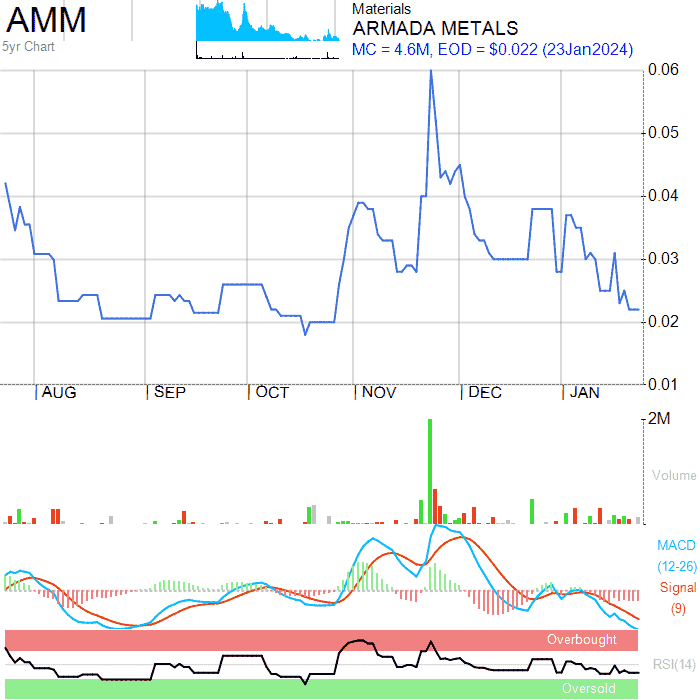 AMM
5yr Chart
Materials
ARMADA METALS
MC = 4.6M, EOD = $0.022 (23Jan2024)
0.06
0.05
0.04
0.03
0.02
0.01
AUG SEP OCT NOV DEC JAN
2M
Volume
MACD
(12-26)
Signal
(9)
Overbought
RSI(14)
Oversold